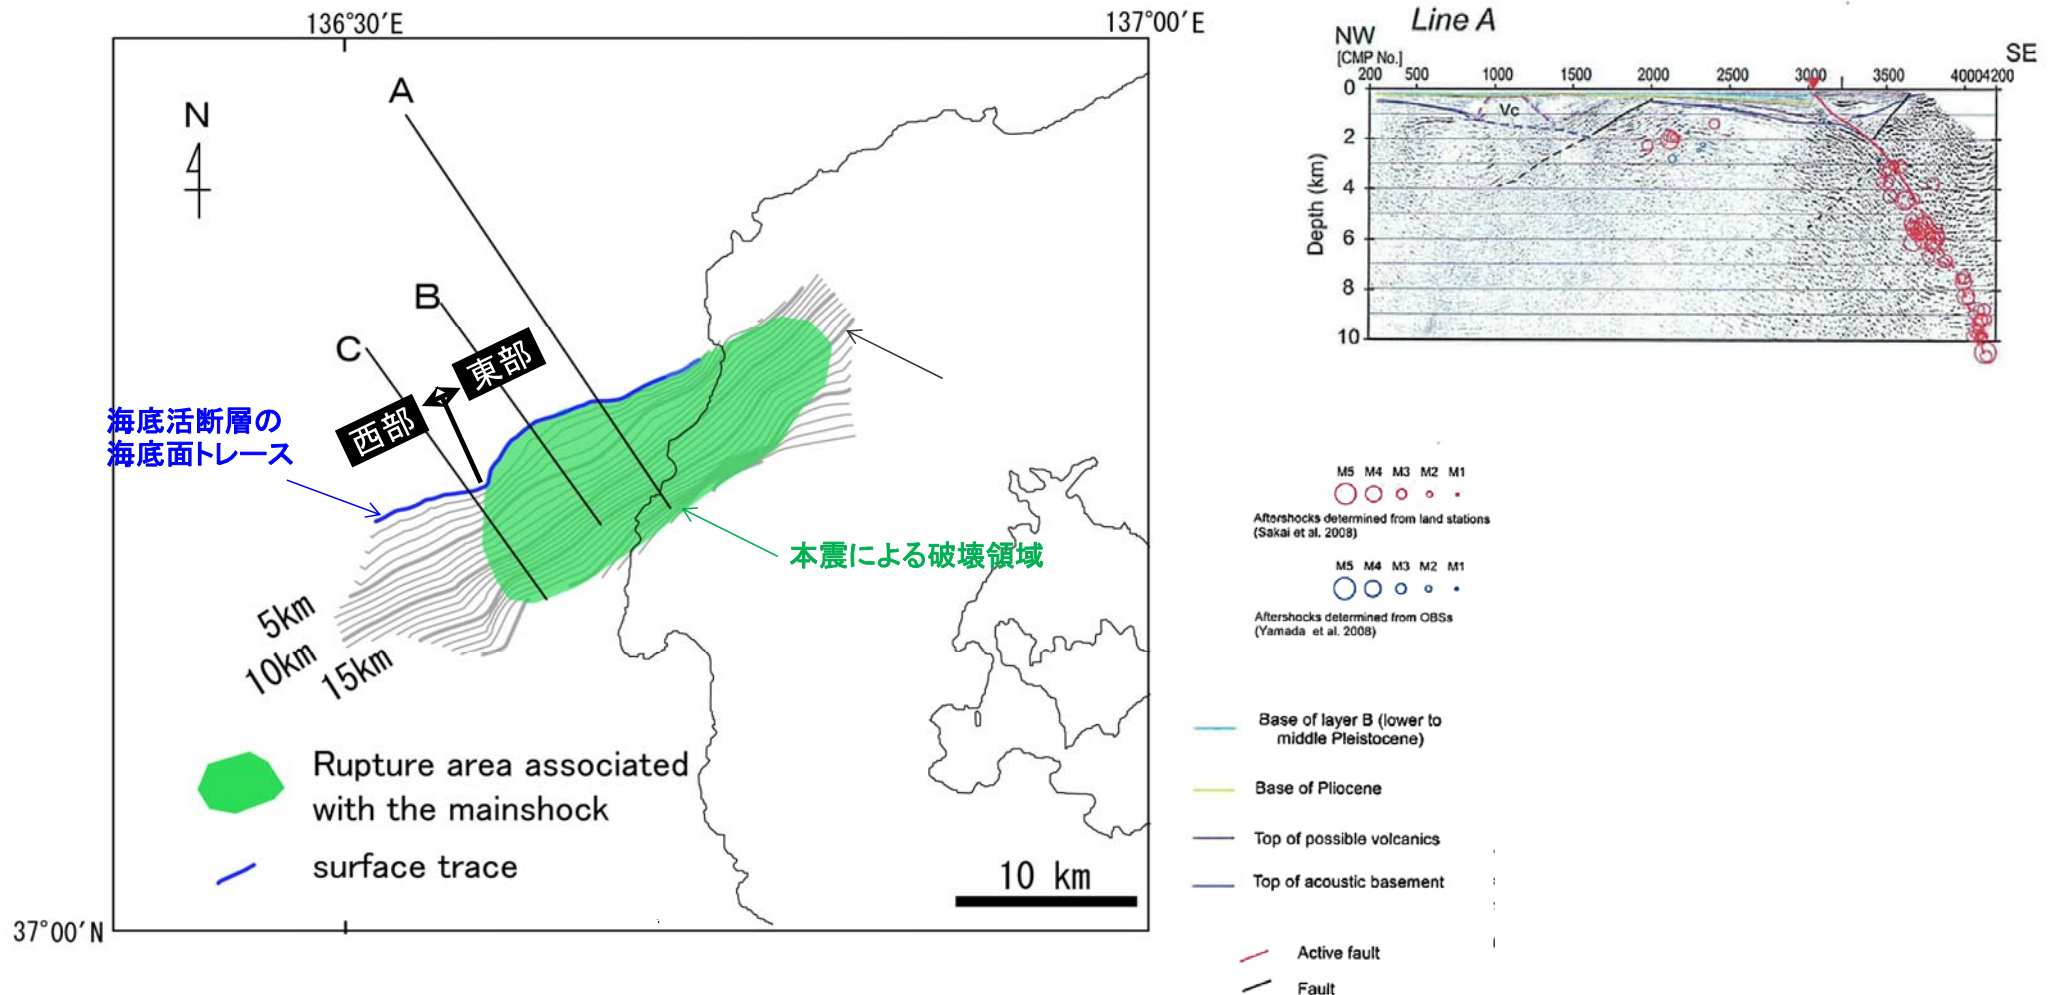 136°30′E
137°00′E
N
A
B
C
東部
西部
海底活断層の
海底面トレース
本震による破壊領域
5km
10km
15km
Rupture area associated
with the mainshock
surface trace
10 km
37°00′N
Line A
NW
SE
[CMP No.]
200 500 1000 1500 2000 2500 3000 3500 4000 4200
Vc
Depth (km)
0
2
4
6
8
10
M5 M4 M3 M2 M1
Aftershocks determined from land stations
(Sakai et al. 2008)
M5 M4 M3 M2 M1
Aftershocks determined from OBSs
(Yamada et al. 2008)
Base of layer B (lower to
middle Pleistocene)
Base of Pliocene
Top of possible volcanics
Top of acoustic basement
Active fault
Fault